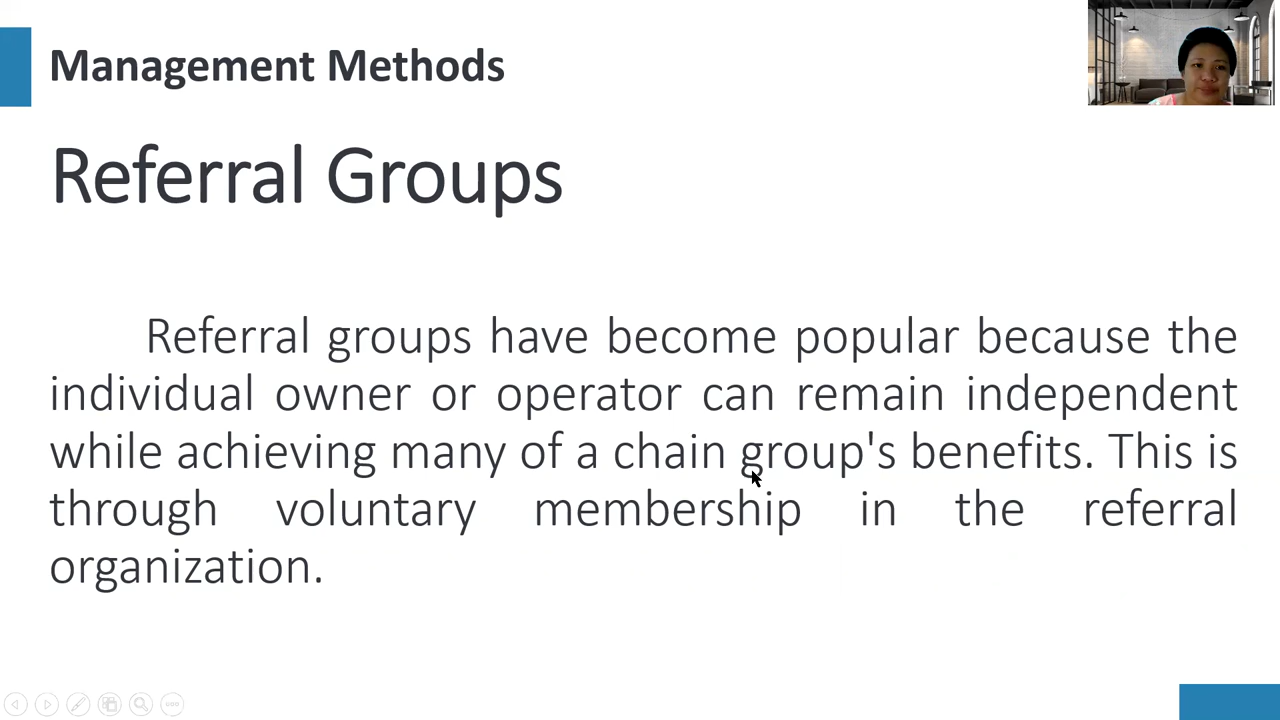 Management Methods
Referral Groups
Referral groups have become popular because the
individual owner or operator can remain independent
while achieving many of a chain group's benefits. This is
through voluntary membership in the referral
organization.